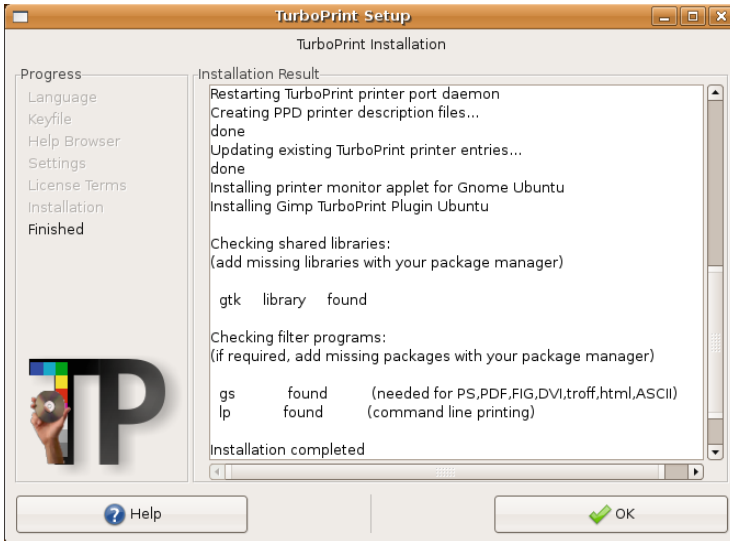 TurboPrint Setup
TurboPrint Installation
Progress
Language
Keyfile
Help Browser
Settings
License Terms
Installation
Finished
TP
Installation Result
Restarting TurboPrint printer port daemon
Creating PPD printer description files...
done
Updating existing TurboPrint printer entries...
done
Installing printer monitor applet for Gnome Ubuntu
Installing Gimp TurboPrint Plugin Ubuntu
Checking shared libraries:
(add missing libraries with your package manager)
gtk library found
Checking filter programs:
(if required, add missing packages with your package manager)
gs found (needed for PS,PDF,FIG,DVI,troff,html,ASCII)
lp found (command line printing)
Installation completed
Help
OK